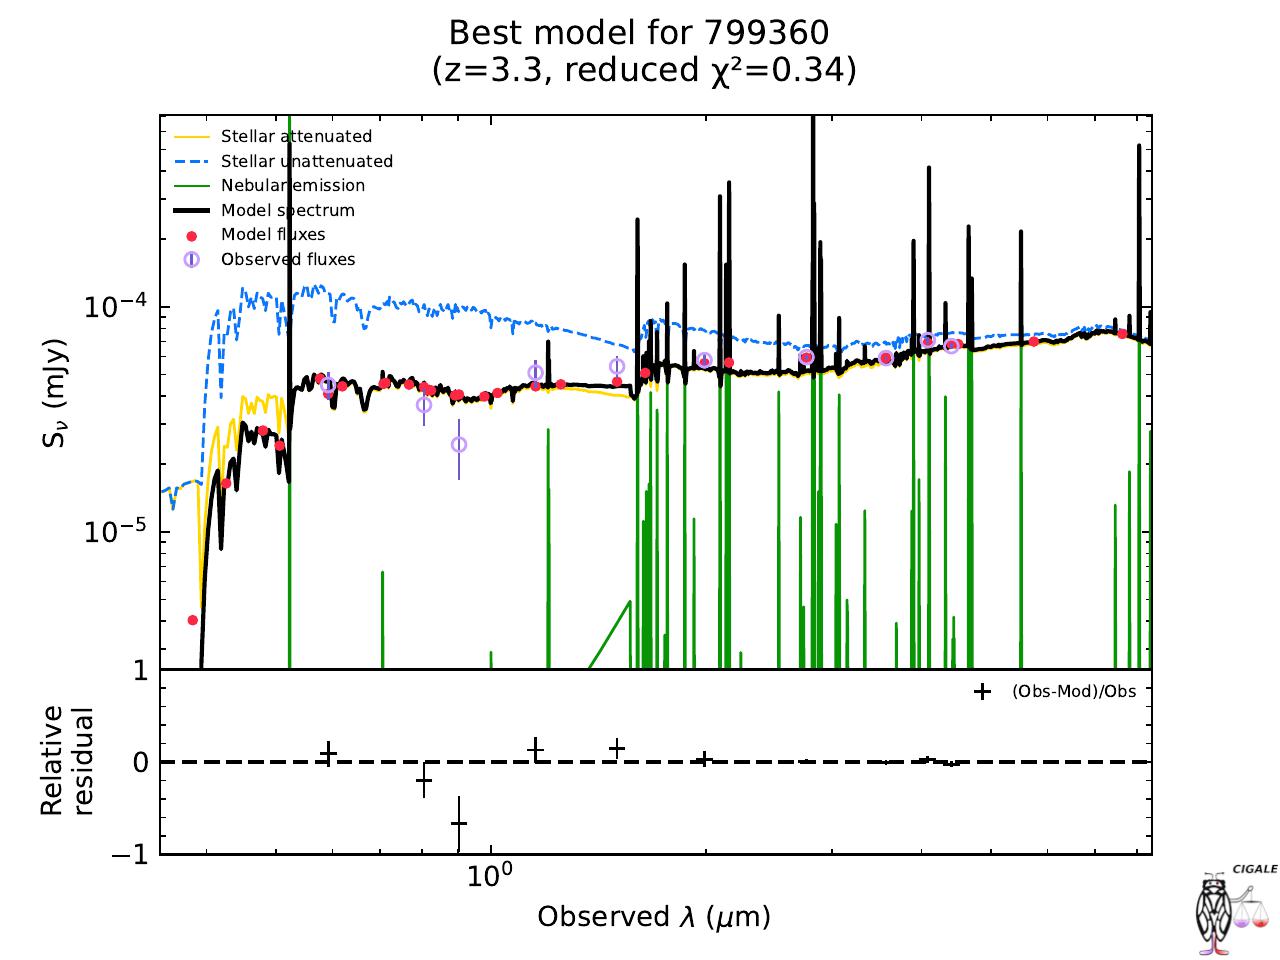 Best model for 799360
(z=3.3, reduced χ²=0.34)
Stellar attenuated
Stellar unattenuated
Nebular emission
Model spectrum
Model fluxes
Observed fluxes
10⁻⁴
10⁻⁵
S_ν (mJy)
1
(Obs-Mod)/Obs
0
−1
Relative
residual
10⁰
Observed λ (μm)
CIGALE